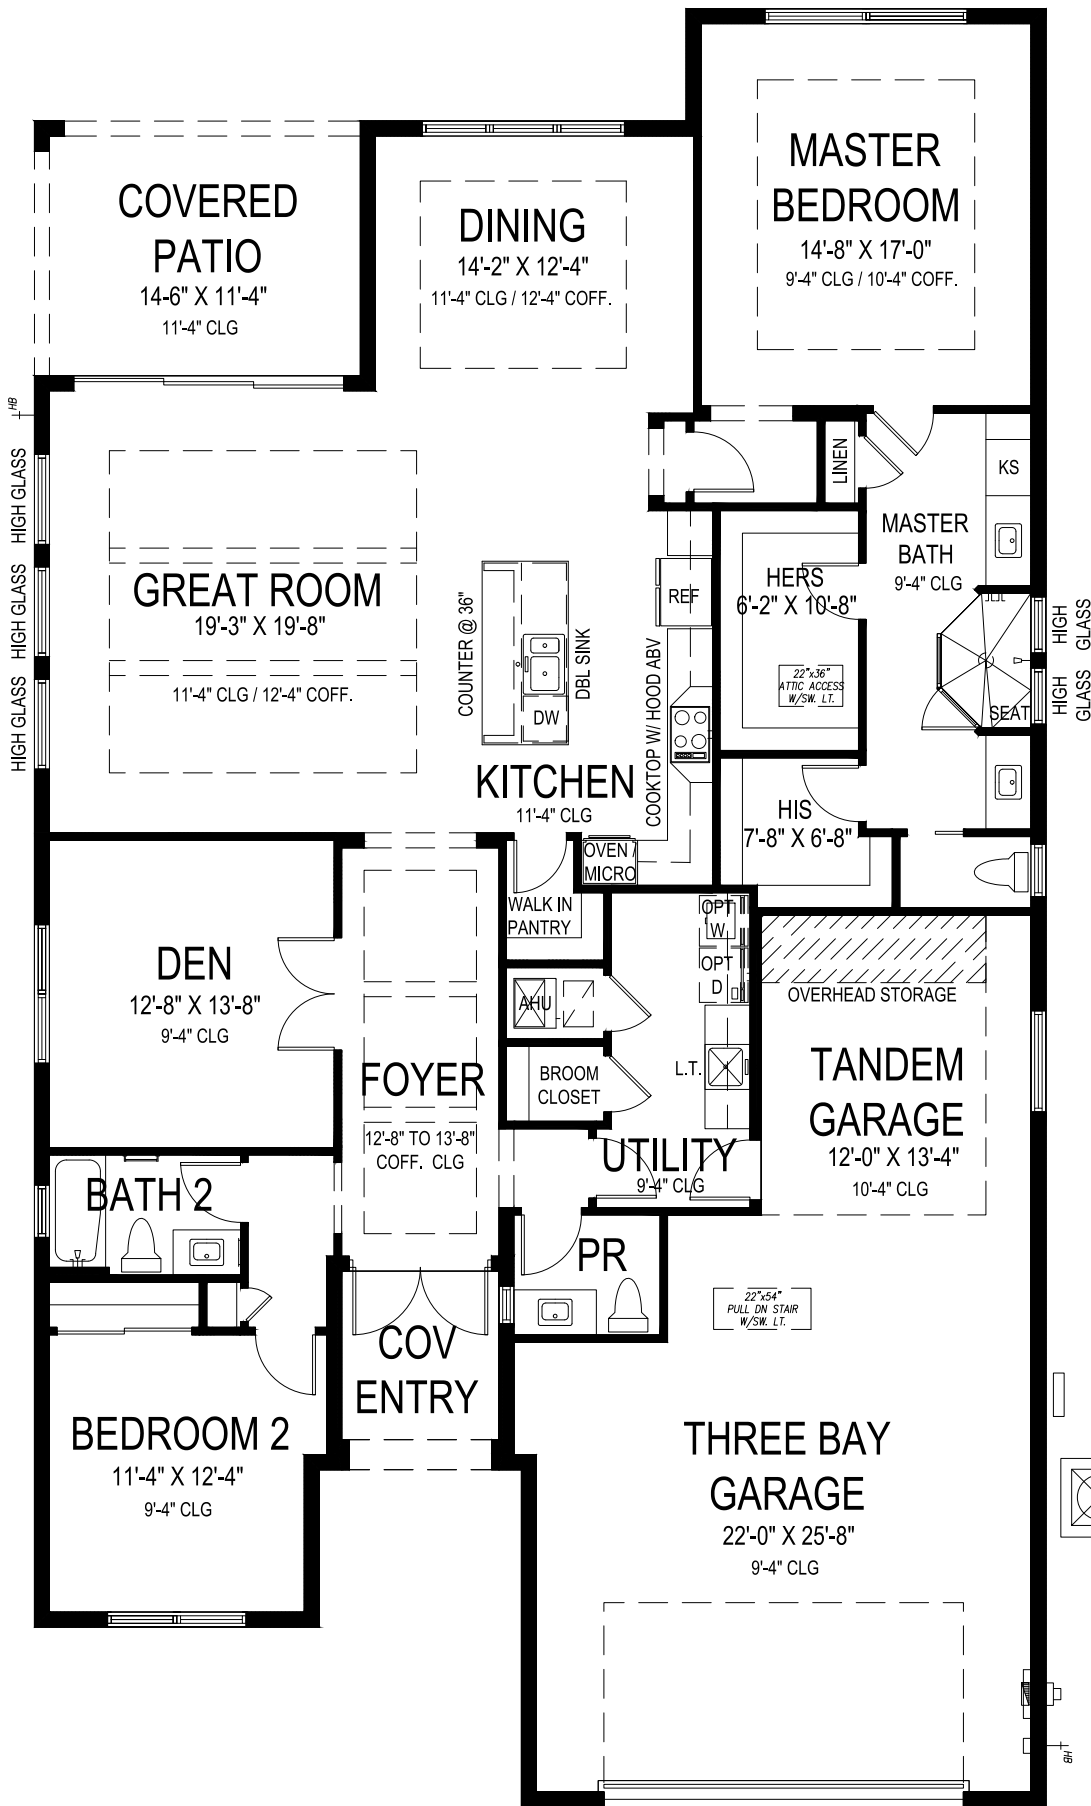 MASTER
BEDROOM
14'-8" X 17'-0"
9'-4" CLG / 10'-4" COFF.
COVERED
PATIO
14'-6" X 11'-4"
11'-4" CLG
DINING
14'-2" X 12'-4"
11'-4" CLG / 12'-4" COFF.
HB
HIGH GLASS
HIGH GLASS
HIGH GLASS
GREAT ROOM
19'-3" X 19'-8"
11'-4" CLG / 12'-4" COFF.
LINEN
KS
MASTER
BATH
9'-4" CLG
HERS
6'-2" X 10'-8"
22"x36"
ATTIC ACCESS
W/SW. LT.
HIGH
GLASS
HIGH
GLASS
SEAT
REF
COUNTER @ 36"
DBL SINK
DW
COOKTOP W/ HOOD ABV
KITCHEN
11'-4" CLG
HIS
7'-8" X 6'-8"
OVEN /
MICRO
WALK IN
PANTRY
OPT
W
OPT
D
DEN
12'-8" X 13'-8"
9'-4" CLG
AHU
OVERHEAD STORAGE
FOYER
12'-8" TO 13'-8"
COFF. CLG
BROOM
CLOSET
L.T.
TANDEM
GARAGE
12'-0" X 13'-4"
10'-4" CLG
UTILITY
9'-4" CLG
BATH 2
PR
22"x54"
PULL DN STAIR
W/SW. LT.
COV
ENTRY
BEDROOM 2
11'-4" X 12'-4"
9'-4" CLG
THREE BAY
GARAGE
22'-0" X 25'-8"
9'-4" CLG
HB